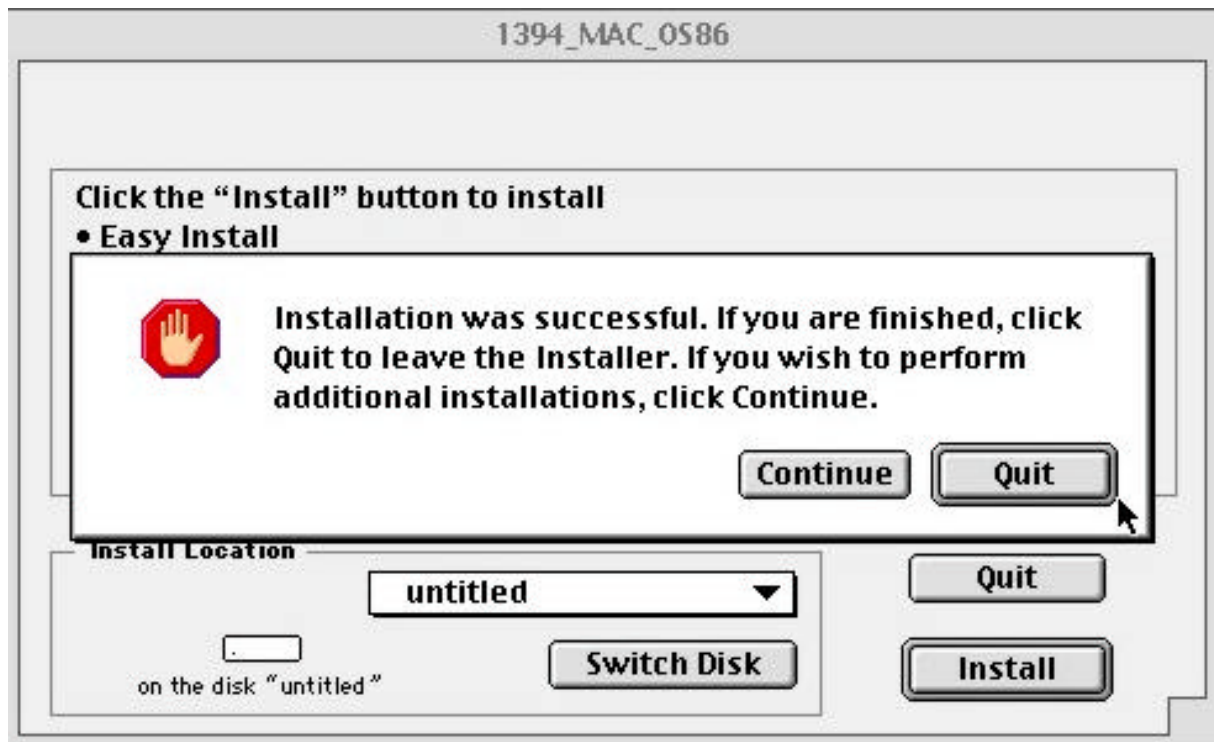 1394_MAC_OS86
Click the “Install” button to install
• Easy Install
Installation was successful. If you are finished, click
Quit to leave the Installer. If you wish to perform
additional installations, click Continue.
Continue
Quit
Install Location
untitled
Quit
Switch Disk
on the disk “untitled”
Install